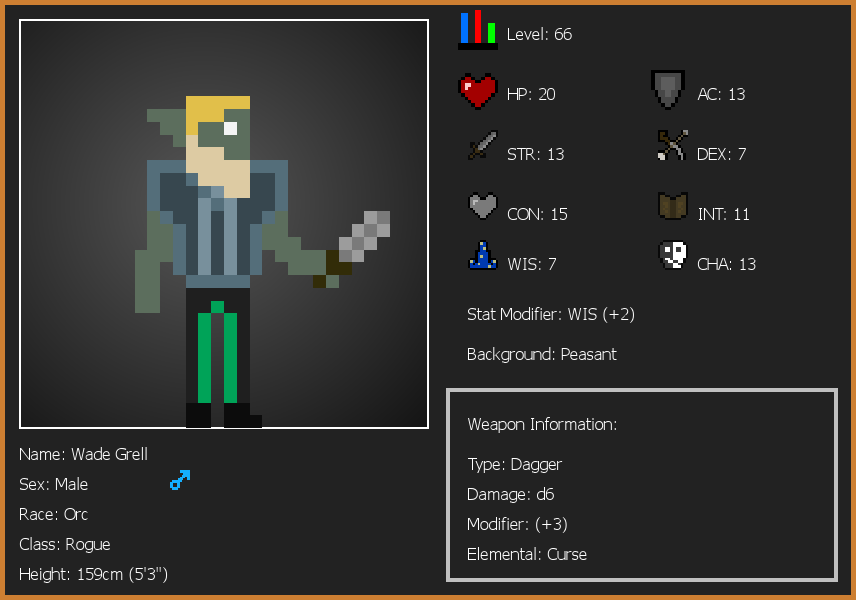 Level: 66
HP: 20
AC: 13
STR: 13
DEX: 7
CON: 15
INT: 11
WIS: 7
CHA: 13
Stat Modifier: WIS (+2)
Background: Peasant
Weapon Information:
Type: Dagger
Damage: d6
Modifier: (+3)
Elemental: Curse
Name: Wade Grell
Sex: Male
Race: Orc
Class: Rogue
Height: 159cm (5'3")